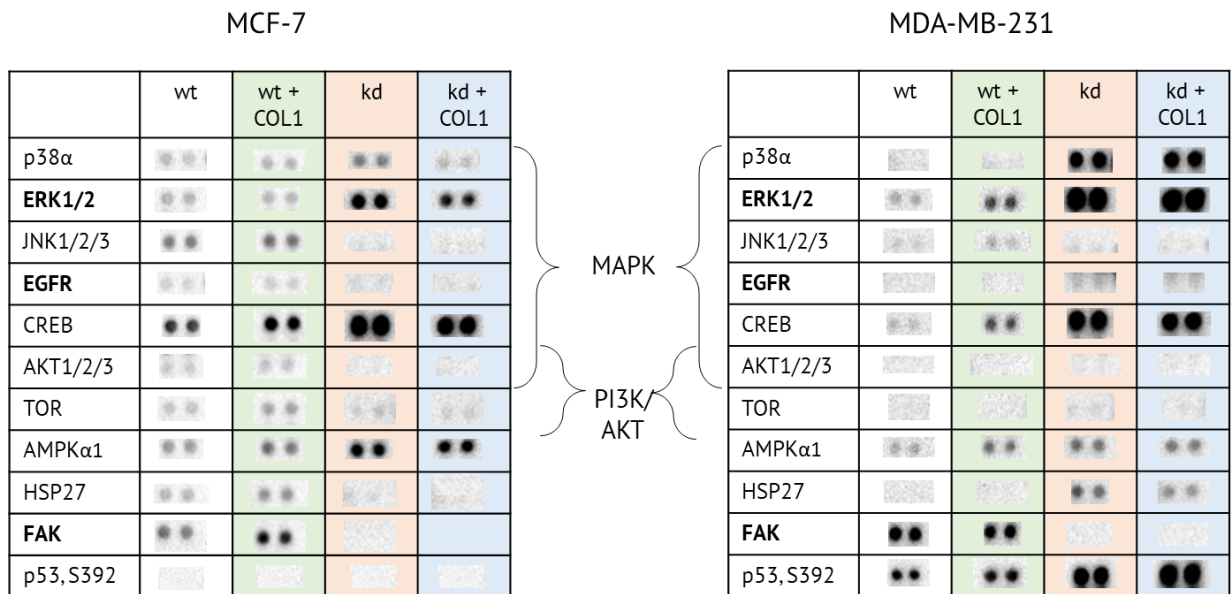 MCF-7
wt wt + COL1 kd kd + COL1
p38α
ERK1/2
JNK1/2/3
EGFR
CREB
AKT1/2/3
TOR
AMPKα1
HSP27
FAK
p53, S392
MAPK
PI3K/
AKT
MDA-MB-231
wt wt + COL1 kd kd + COL1
p38α
ERK1/2
JNK1/2/3
EGFR
CREB
AKT1/2/3
TOR
AMPKα1
HSP27
FAK
p53, S392